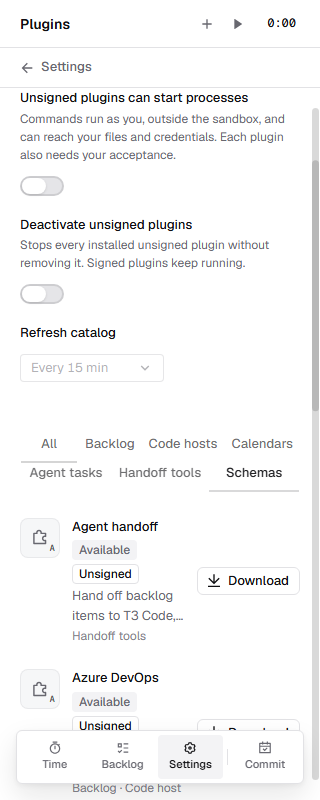 Plugins
0:00
Settings
Unsigned plugins can start processes
Commands run as you, outside the sandbox, and
can reach your files and credentials. Each plugin
also needs your acceptance.
Deactivate unsigned plugins
Stops every installed unsigned plugin without
removing it. Signed plugins keep running.
Refresh catalog
Every 15 min
All Backlog Code hosts Calendars
Agent tasks Handoff tools Schemas
A
Agent handoff
Available
Unsigned
Hand off backlog
items to T3 Code,...
Handoff tools
Download
A
Azure DevOps
Available
Unsigned
Download
Time Backlog Settings Commit
Backlog · Code host